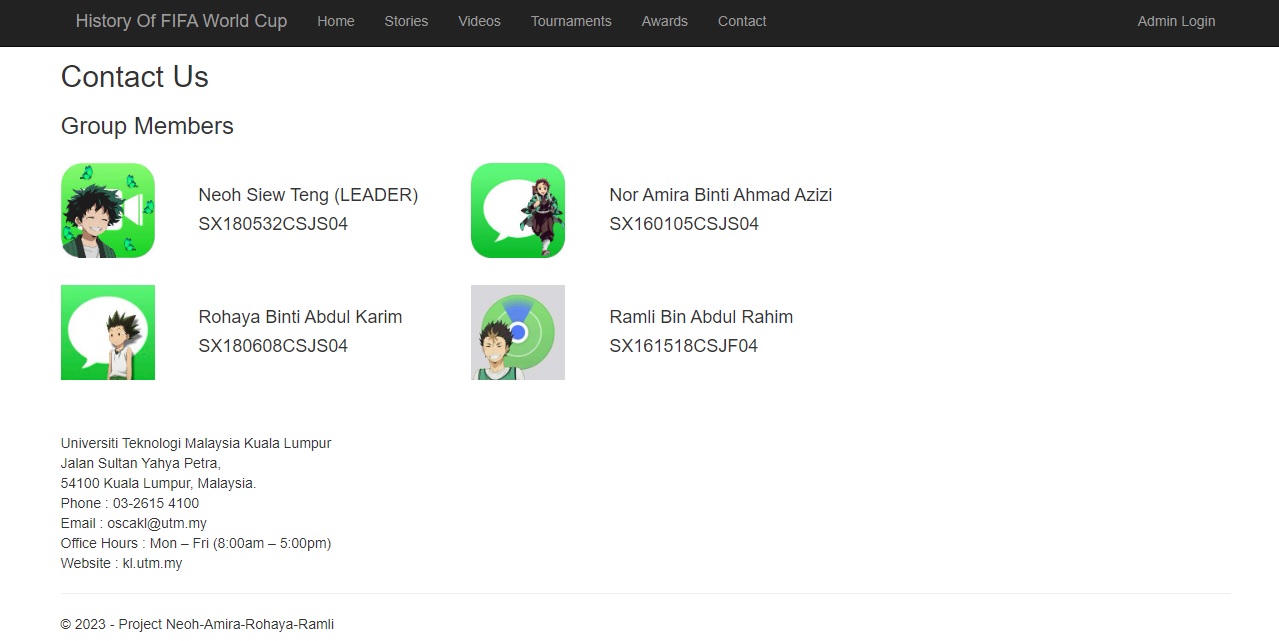 History Of FIFA World Cup Home Stories Videos Tournaments Awards Contact Admin Login
Contact Us
Group Members
Neoh Siew Teng (LEADER)
SX180532CSJS04
Nor Amira Binti Ahmad Azizi
SX160105CSJS04
Rohaya Binti Abdul Karim
SX180608CSJS04
Ramli Bin Abdul Rahim
SX161518CSJF04
Universiti Teknologi Malaysia Kuala Lumpur
Jalan Sultan Yahya Petra,
54100 Kuala Lumpur, Malaysia.
Phone : 03-2615 4100
Email : oscakl@utm.my
Office Hours : Mon – Fri (8:00am – 5:00pm)
Website : kl.utm.my
© 2023 - Project Neoh-Amira-Rohaya-Ramli